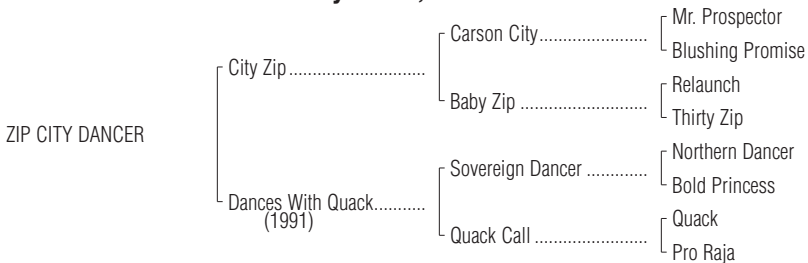 Mr. Prospector
Carson City.......................
Blushing Promise
City Zip.............................
Relaunch
Baby Zip ...........................
Thirty Zip
ZIP CITY DANCER
Northern Dancer
Sovereign Dancer .............
Bold Princess
Dances With Quack...........
(1991)
Quack
Quack Call ........................
Pro Raja